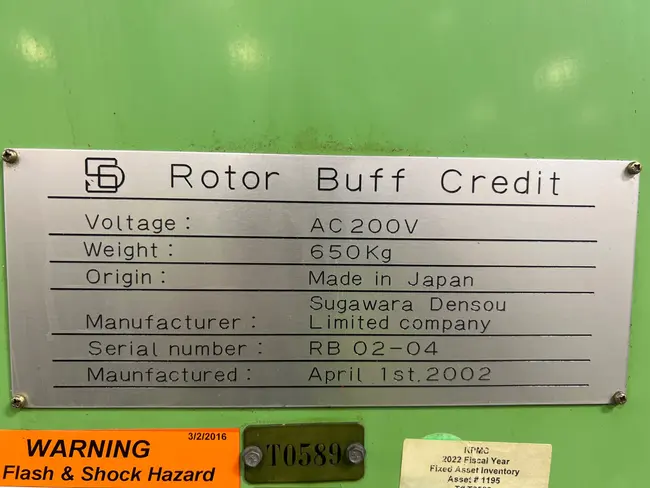 SD Rotor Buff Credit
Voltage: AC200V
Weight: 650Kg
Origin: Made in Japan
Sugawara Densou
Manufacturer: Limited company
Serial number: RB 02-04
Maunfactured: April 1st.2002
3/2/2016
WARNING
Flash & Shock Hazard
T0589
KPMG
2022 Fiscal Year
Fixed Asset Inventory
Asset # 1195